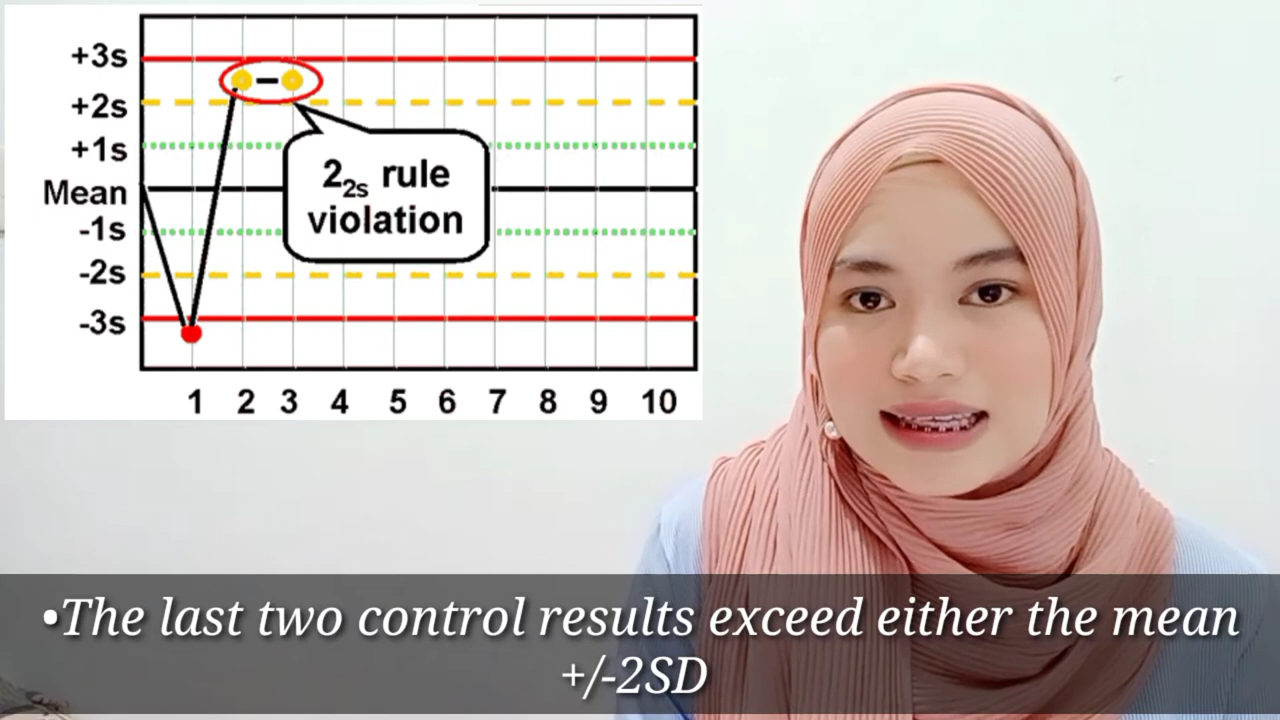 +3s
+2s
+1s
Mean
-1s
-2s
-3s
2₂ₛ rule
violation
1 2 3 4 5 6 7 8 9 10
•The last two control results exceed either the mean
+/-2SD